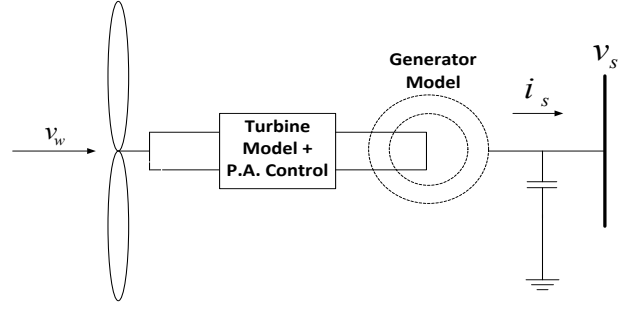 Generator
Model
v_s
i_s
v_w
Turbine
Model +
P.A. Control